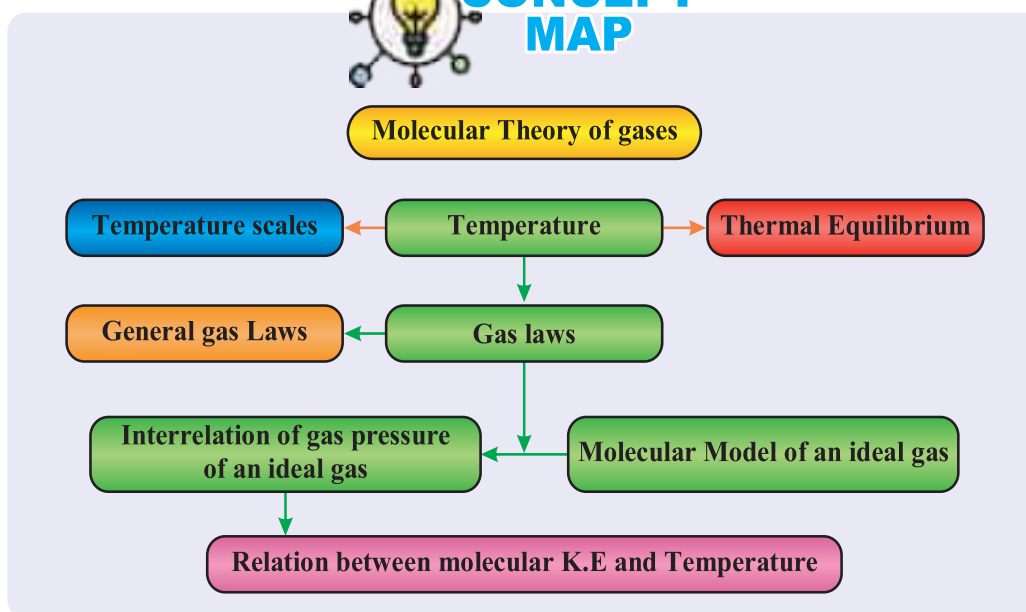 CONCEPT
MAP
Molecular Theory of gases
Temperature scales
Temperature
Thermal Equilibrium
General gas Laws
Gas laws
Interrelation of gas pressure
of an ideal gas
Molecular Model of an ideal gas
Relation between molecular K.E and Temperature